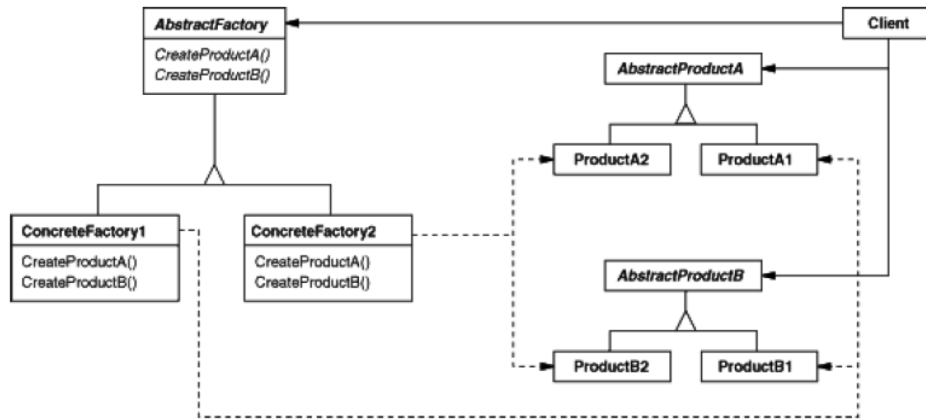 AbstractFactory
CreateProductA()
CreateProductB()
Client
AbstractProductA
ProductA2
ProductA1
ConcreteFactory1
CreateProductA()
CreateProductB()
ConcreteFactory2
CreateProductA()
CreateProductB()
AbstractProductB
ProductB2
ProductB1